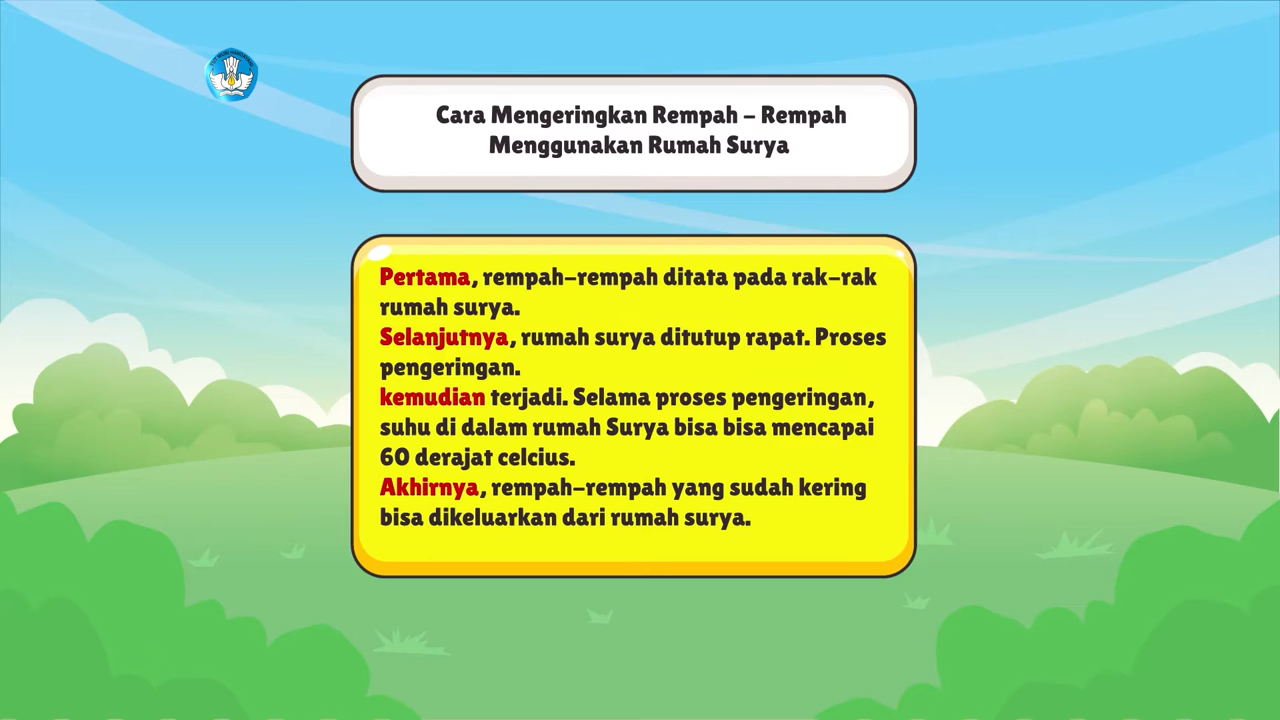 Cara Mengeringkan Rempah - Rempah
Menggunakan Rumah Surya
Pertama, rempah-rempah ditata pada rak-rak
rumah surya.
Selanjutnya, rumah surya ditutup rapat. Proses
pengeringan.
kemudian terjadi. Selama proses pengeringan,
suhu di dalam rumah Surya bisa bisa mencapai
60 derajat celcius.
Akhirnya, rempah-rempah yang sudah kering
bisa dikeluarkan dari rumah surya.